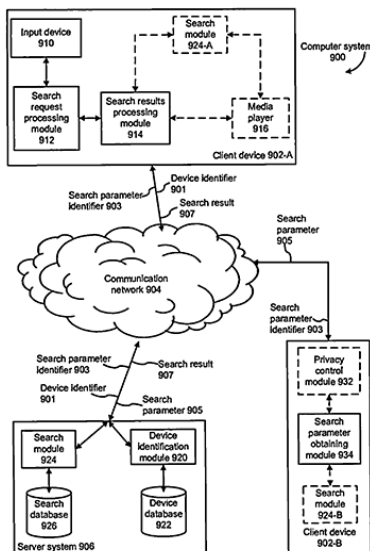 Input device
910
Search
module
924-A
Computer system
900
Search
request
processing
module
912
Search results
processing
module
914
Media
player
916
Client device 902-A
Search parameter
identifier 903
Device identifier
901
Search result
907
Search
parameter
905
Communication
network 904
Search
parameter
identifier 903
Search parameter
identifier 903
Search result
907
Device identifier
901
Search
parameter 905
Privacy
control
module 932
Search
parameter
obtaining
module 934
Search
module
924-B
Client device
902-B
Search
module
924
Device
identification
module 920
Search
database
926
Device
database
922
Server system 906